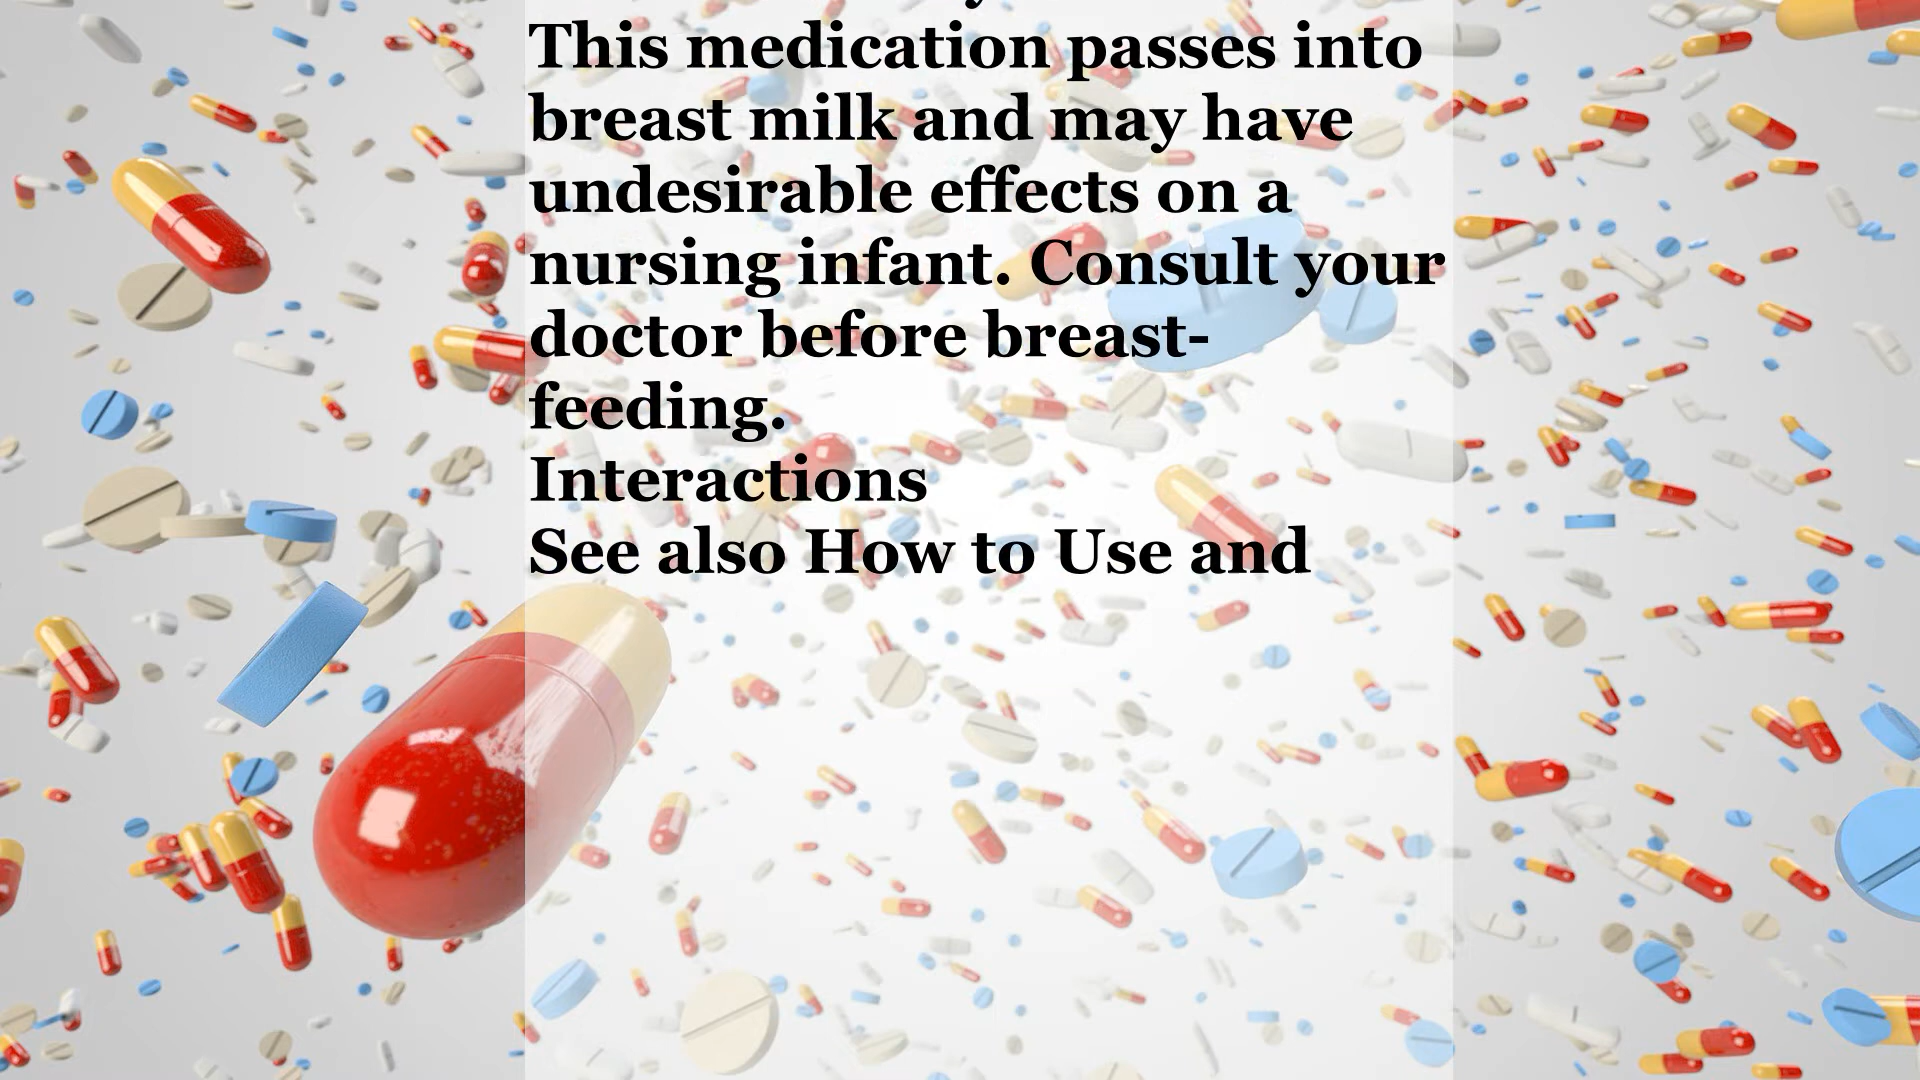 This medication passes into
breast milk and may have
undesirable effects on a
nursing infant. Consult your
doctor before breast-
feeding.
Interactions
See also How to Use and